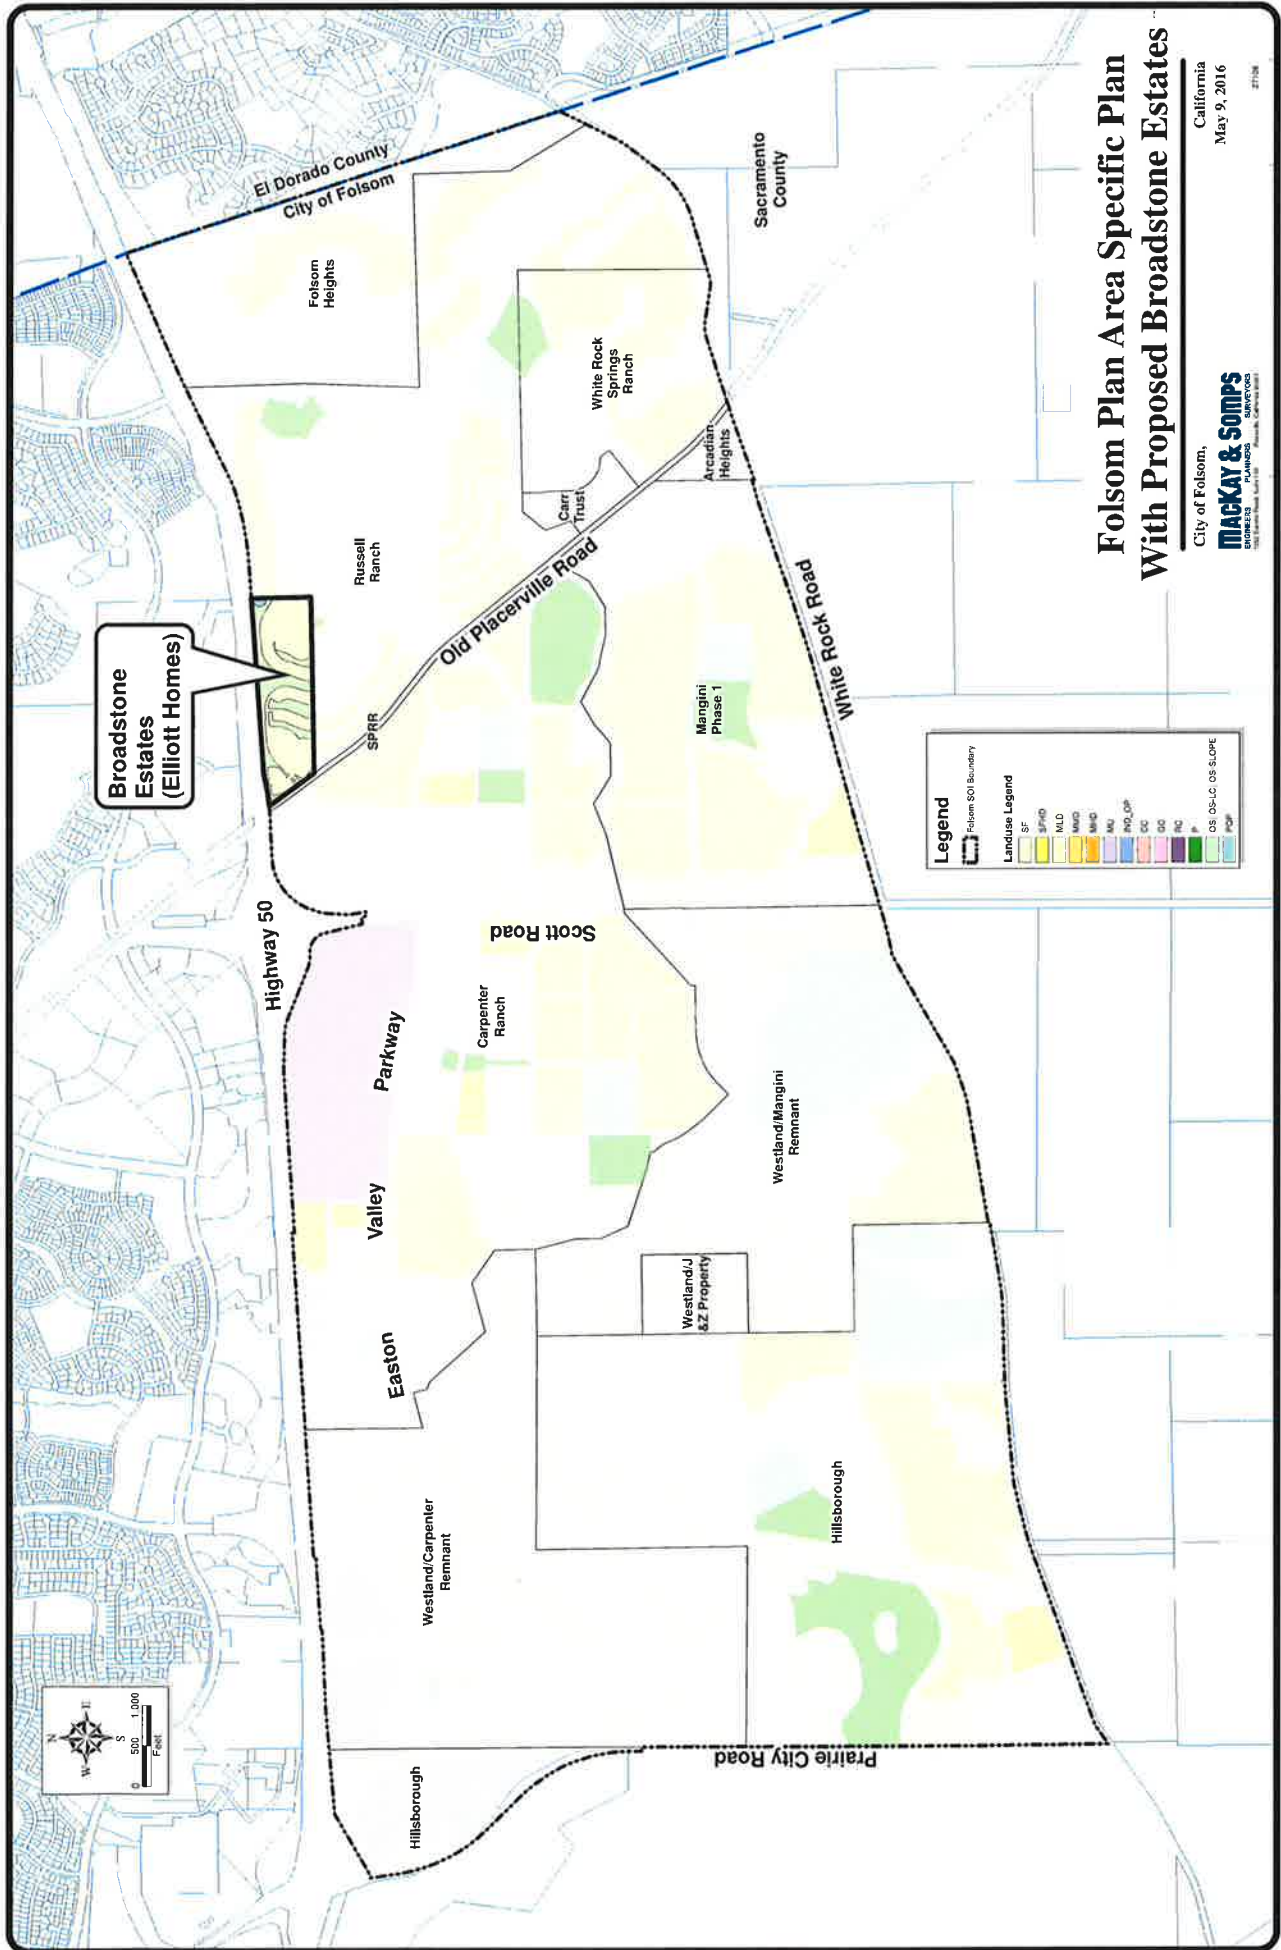 Folsom Plan Area Specific Plan
With Proposed Broadstone Estates
City of Folsom,
California
May 9, 2016
MACKAY & SOMPS
ENGINEERS PLANNERS SURVEYORS
27108
Broadstone
Estates
(Elliott Homes)
El Dorado County
City of Folsom
Sacramento
County
Highway 50
Folsom
Heights
Russell
Ranch
White Rock
Springs
Ranch
Carr
Trust
Arcadian
Heights
Old Placerville Road
SPRR
White Rock Road
Mangini
Phase 1
Scott Road
Carpenter
Ranch
Easton
Valley
Parkway
Westland/Mangini
Remnant
Westland/J
&Z Property
Westland/Carpenter
Remnant
Hillsborough
Hillsborough
Prairie City Road
N
W
E
S
0 500 1,000
Feet
Legend
Folsom SOI Boundary
Landuse Legend
SF
SFHD
MLD
MMD
MHD
MU
IND_OP
CC
GC
RC
P
OS; OS-LC; OS SLOPE
PQP